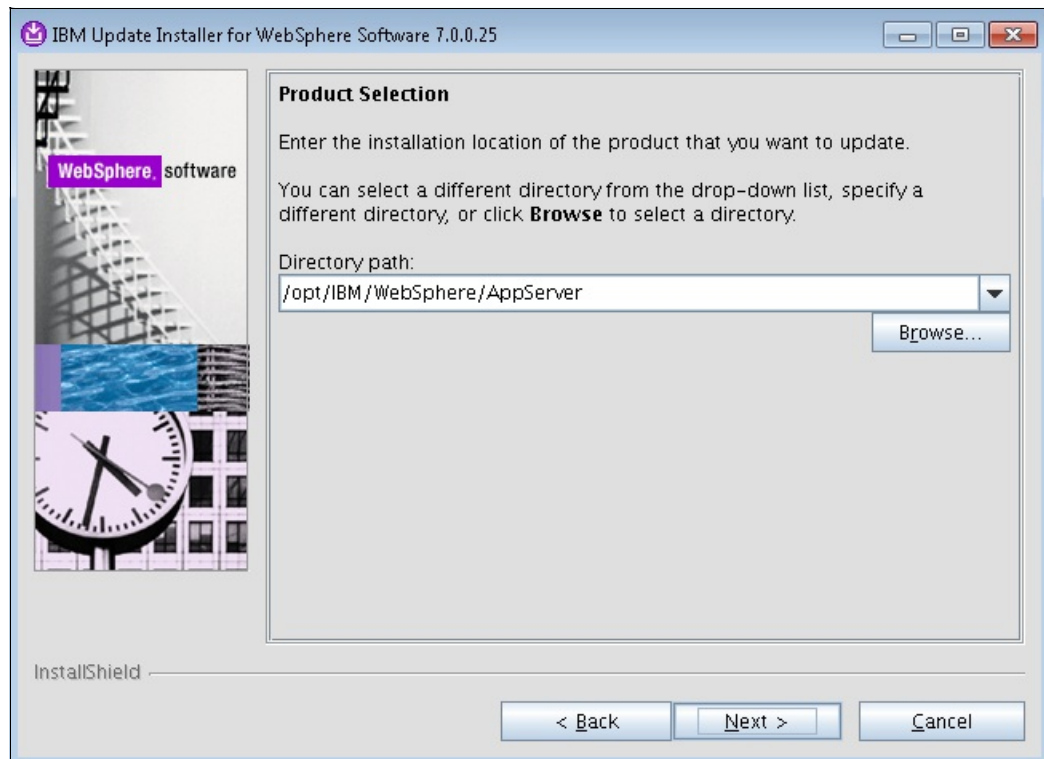 IBM Update Installer for WebSphere Software 7.0.0.25
WebSphere. software
Product Selection
Enter the installation location of the product that you want to update.
You can select a different directory from the drop-down list, specify a
different directory, or click Browse to select a directory.
Directory path:
/opt/IBM/WebSphere/AppServer
Browse...
InstallShield
< Back
Next >
Cancel